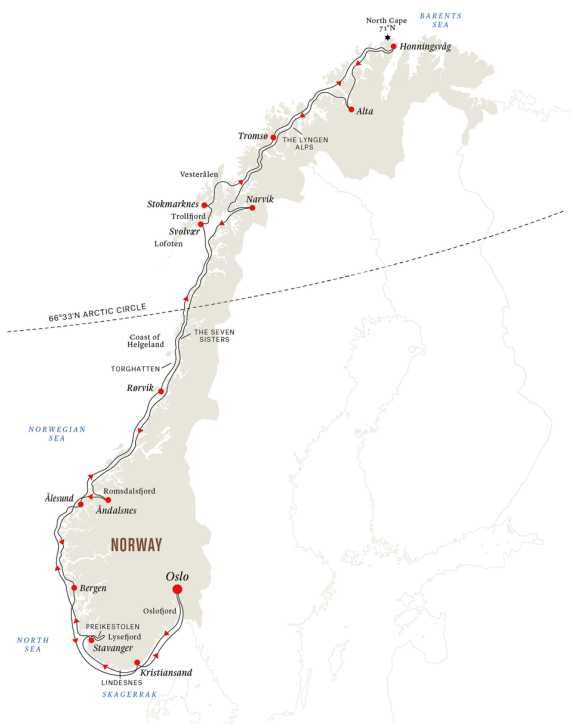 BARENTS
SEA
North Cape
71°N
Honningsvåg
Alta
Tromsø
THE LYNGEN
ALPS
Vesterålen
Stokmarknes
Narvik
Trollfjord
Svolvær
Lofoten
66°33'N ARCTIC CIRCLE
THE SEVEN
SISTERS
Coast of
Helgeland
TORGHATTEN
Rørvik
NORWEGIAN
SEA
Romsdalsfjord
Ålesund
Åndalsnes
NORWAY
Oslo
Bergen
Oslofjord
PREIKESTOLEN
Lysefjord
Stavanger
NORTH
SEA
Kristiansand
LINDESNES
SKAGERRAK